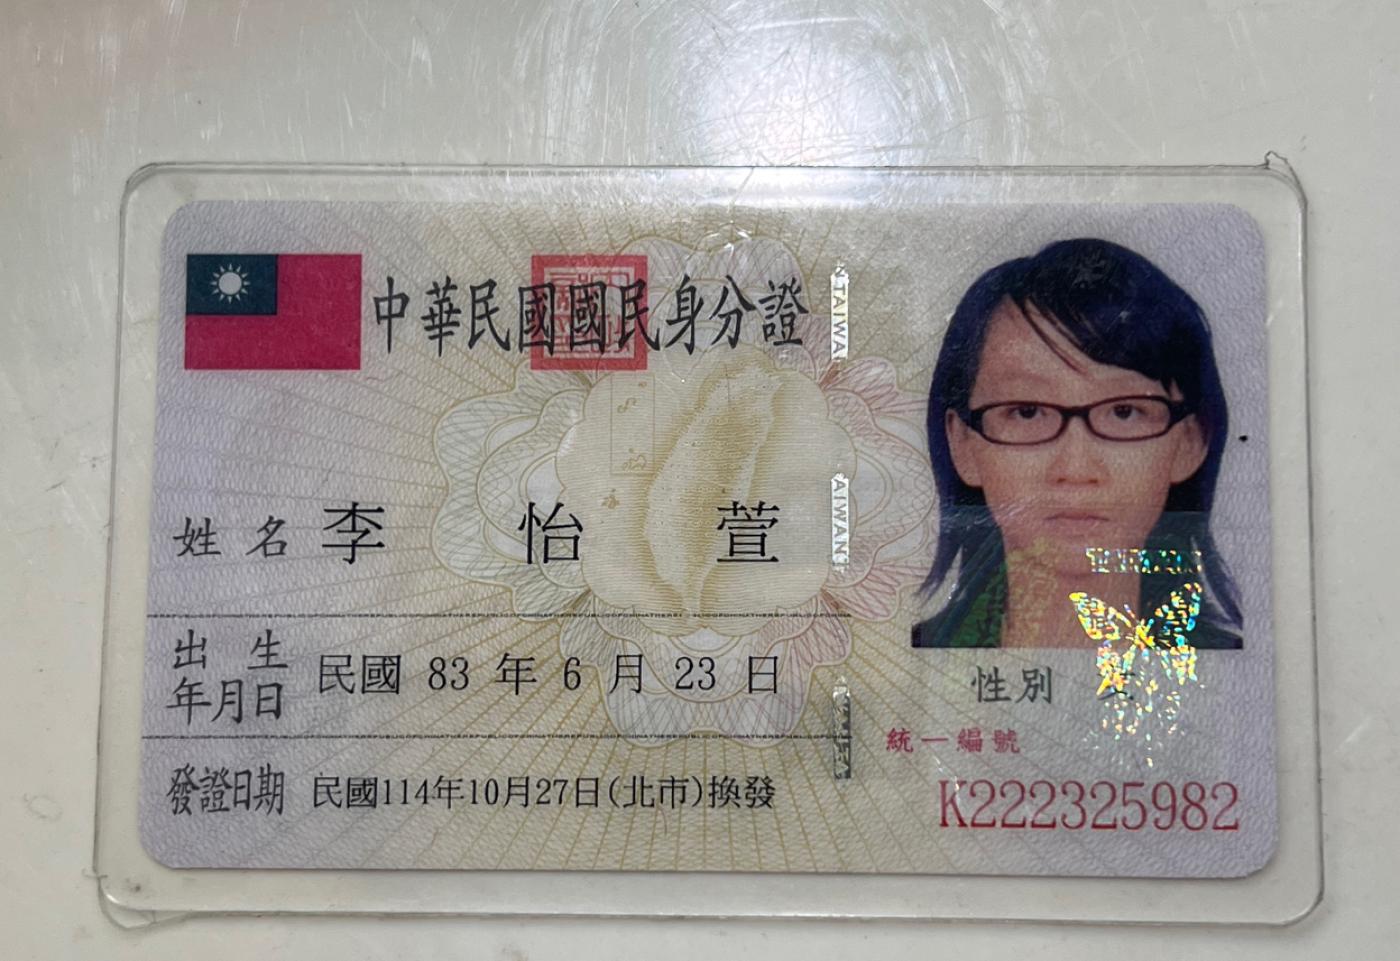 中華民國國民身分證
姓名 李怡萱
出生年月日 民國 83 年 6 月 23 日
發證日期 民國114年10月27日(北市)換發
性別
統一編號
K222325982
TAIWAN